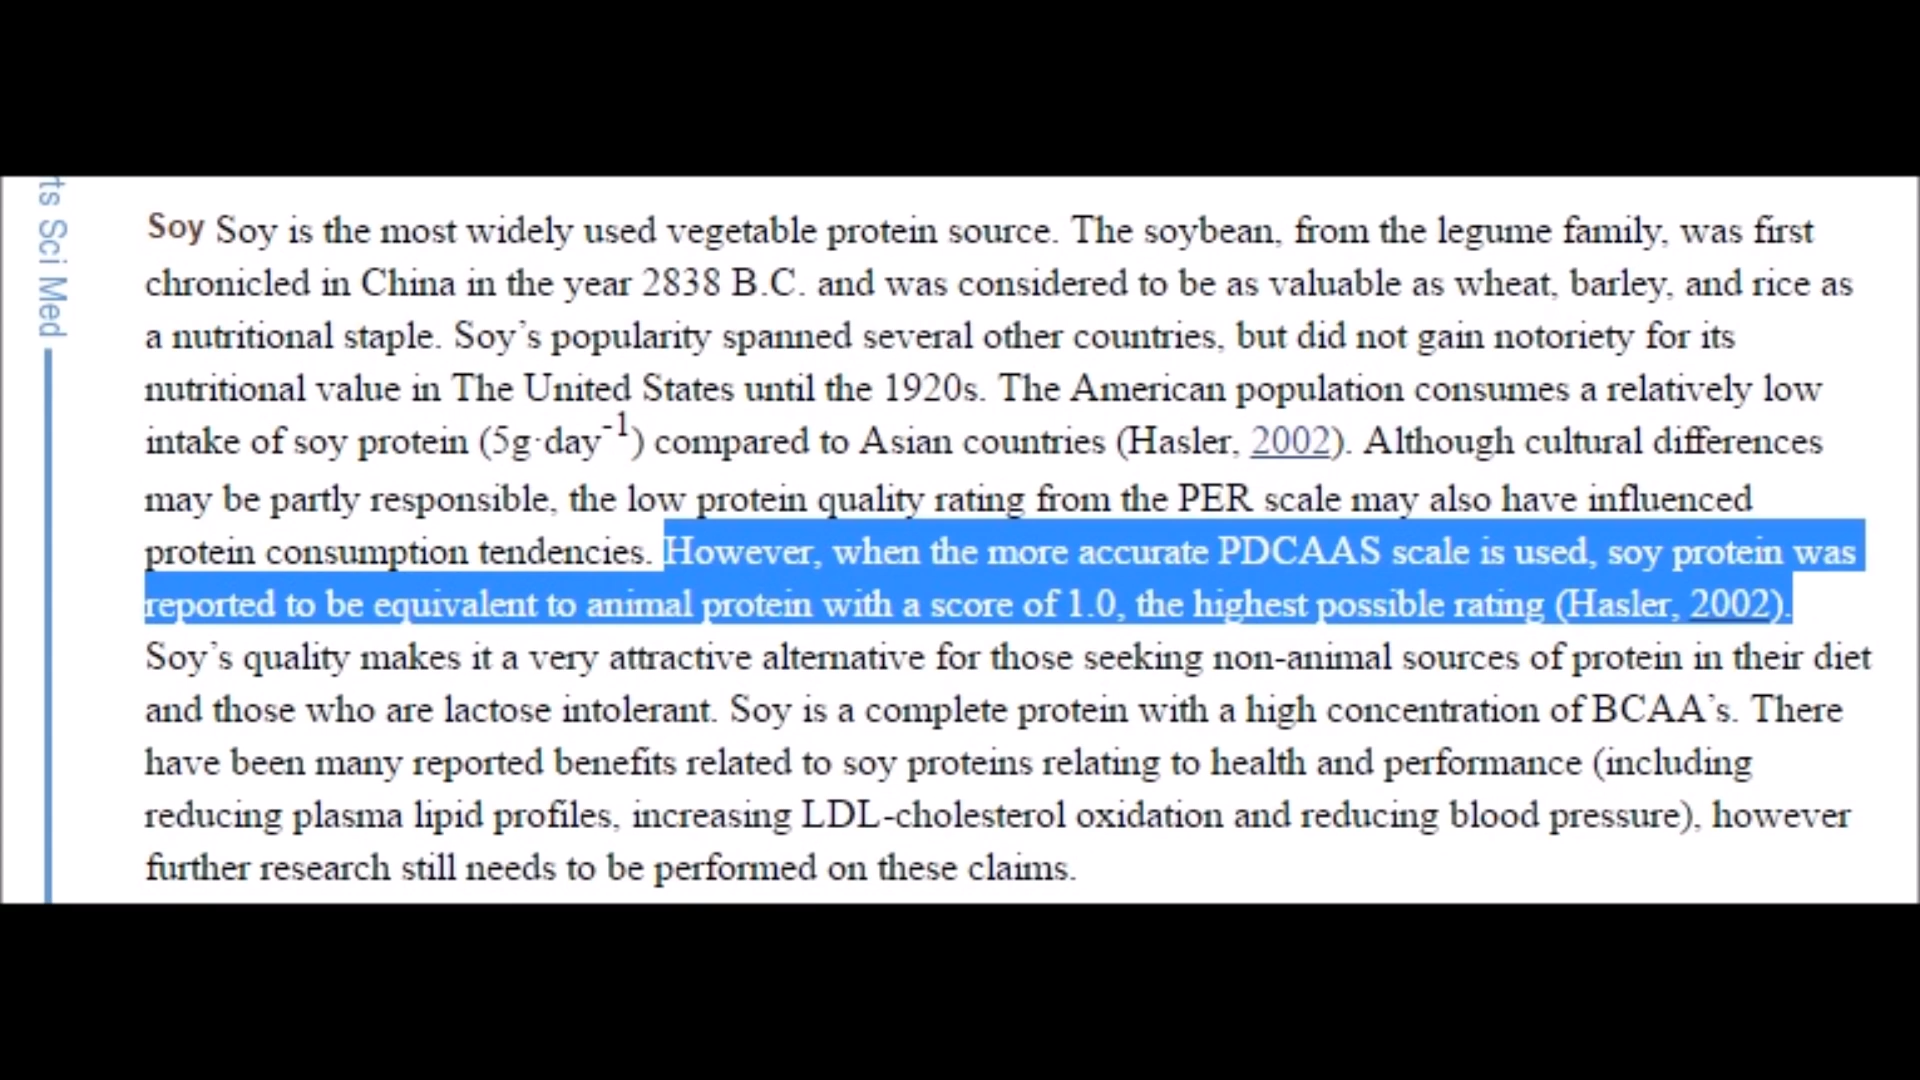 ts Sci Med
Soy Soy is the most widely used vegetable protein source. The soybean, from the legume family, was first
chronicled in China in the year 2838 B.C. and was considered to be as valuable as wheat, barley, and rice as
a nutritional staple. Soy’s popularity spanned several other countries, but did not gain notoriety for its
nutritional value in The United States until the 1920s. The American population consumes a relatively low
intake of soy protein (5g·day⁻¹) compared to Asian countries (Hasler, 2002). Although cultural differences
may be partly responsible, the low protein quality rating from the PER scale may also have influenced
protein consumption tendencies. However, when the more accurate PDCAAS scale is used, soy protein was
reported to be equivalent to animal protein with a score of 1.0, the highest possible rating (Hasler, 2002).
Soy’s quality makes it a very attractive alternative for those seeking non-animal sources of protein in their diet
and those who are lactose intolerant. Soy is a complete protein with a high concentration of BCAA’s. There
have been many reported benefits related to soy proteins relating to health and performance (including
reducing plasma lipid profiles, increasing LDL-cholesterol oxidation and reducing blood pressure), however
further research still needs to be performed on these claims.